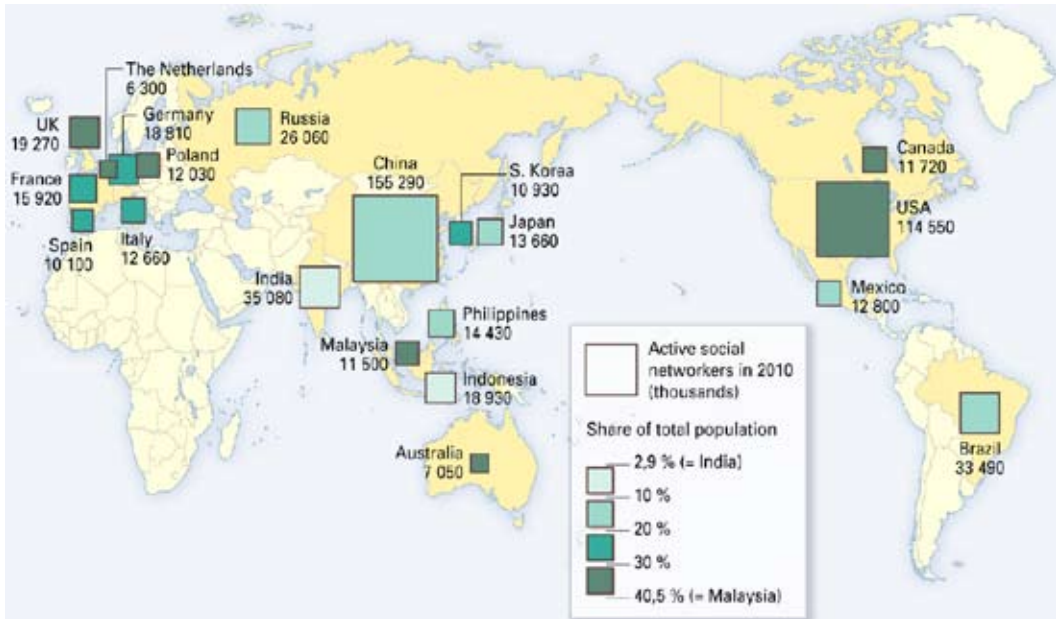 The Netherlands
6 300
Germany
18 810
UK
19 270
Poland
12 030
France
15 920
Spain
10 100
Italy
12 660
Russia
26 060
China
155 290
S. Korea
10 930
Japan
13 660
India
35 080
Philippines
14 430
Malaysia
11 500
Indonesia
18 930
Australia
7 050
Canada
11 720
USA
114 550
Mexico
12 800
Brazil
33 490
Active social
networkers in 2010
(thousands)
Share of total population
2,9 % (= India)
10 %
20 %
30 %
40,5 % (= Malaysia)